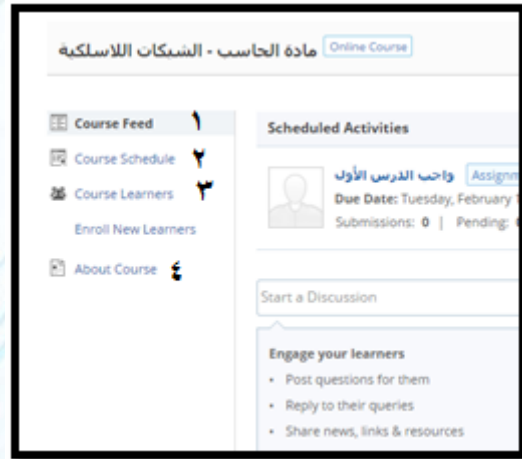 مادة الحاسب - الشبكات اللاسلكية Online Course
Course Feed ١
Course Schedule ٢
Course Learners ٣
Enroll New Learners
About Course ٤
Scheduled Activities
واجب الدرس الأول
Due Date: Tuesday, February
Submissions: 0 | Pending:
Start a Discussion
Engage your learners
• Post questions for them
• Reply to their queries
• Share news, links & resources